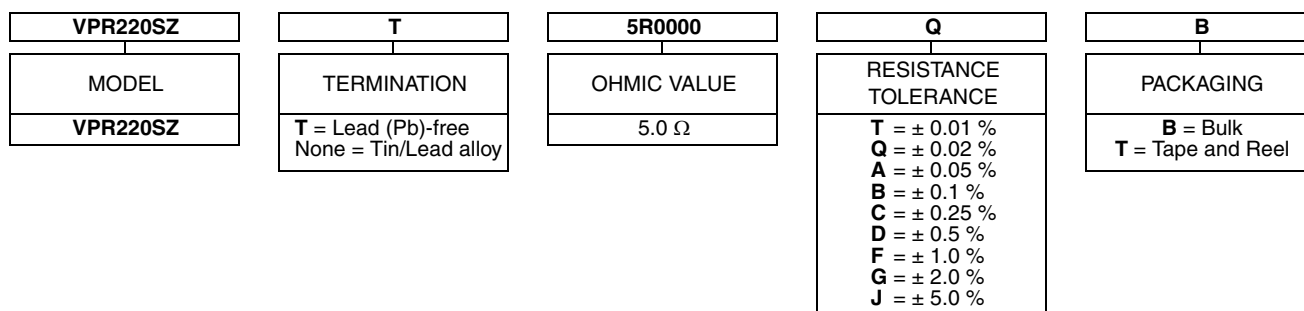 VPR220SZ
MODEL
VPR220SZ
T
TERMINATION
T = Lead (Pb)-free
None = Tin/Lead alloy
5R0000
OHMIC VALUE
5.0 Ω
Q
RESISTANCE
TOLERANCE
T = ± 0.01 %
Q = ± 0.02 %
A = ± 0.05 %
B = ± 0.1 %
C = ± 0.25 %
D = ± 0.5 %
F = ± 1.0 %
G = ± 2.0 %
J = ± 5.0 %
B
PACKAGING
B = Bulk
T = Tape and Reel